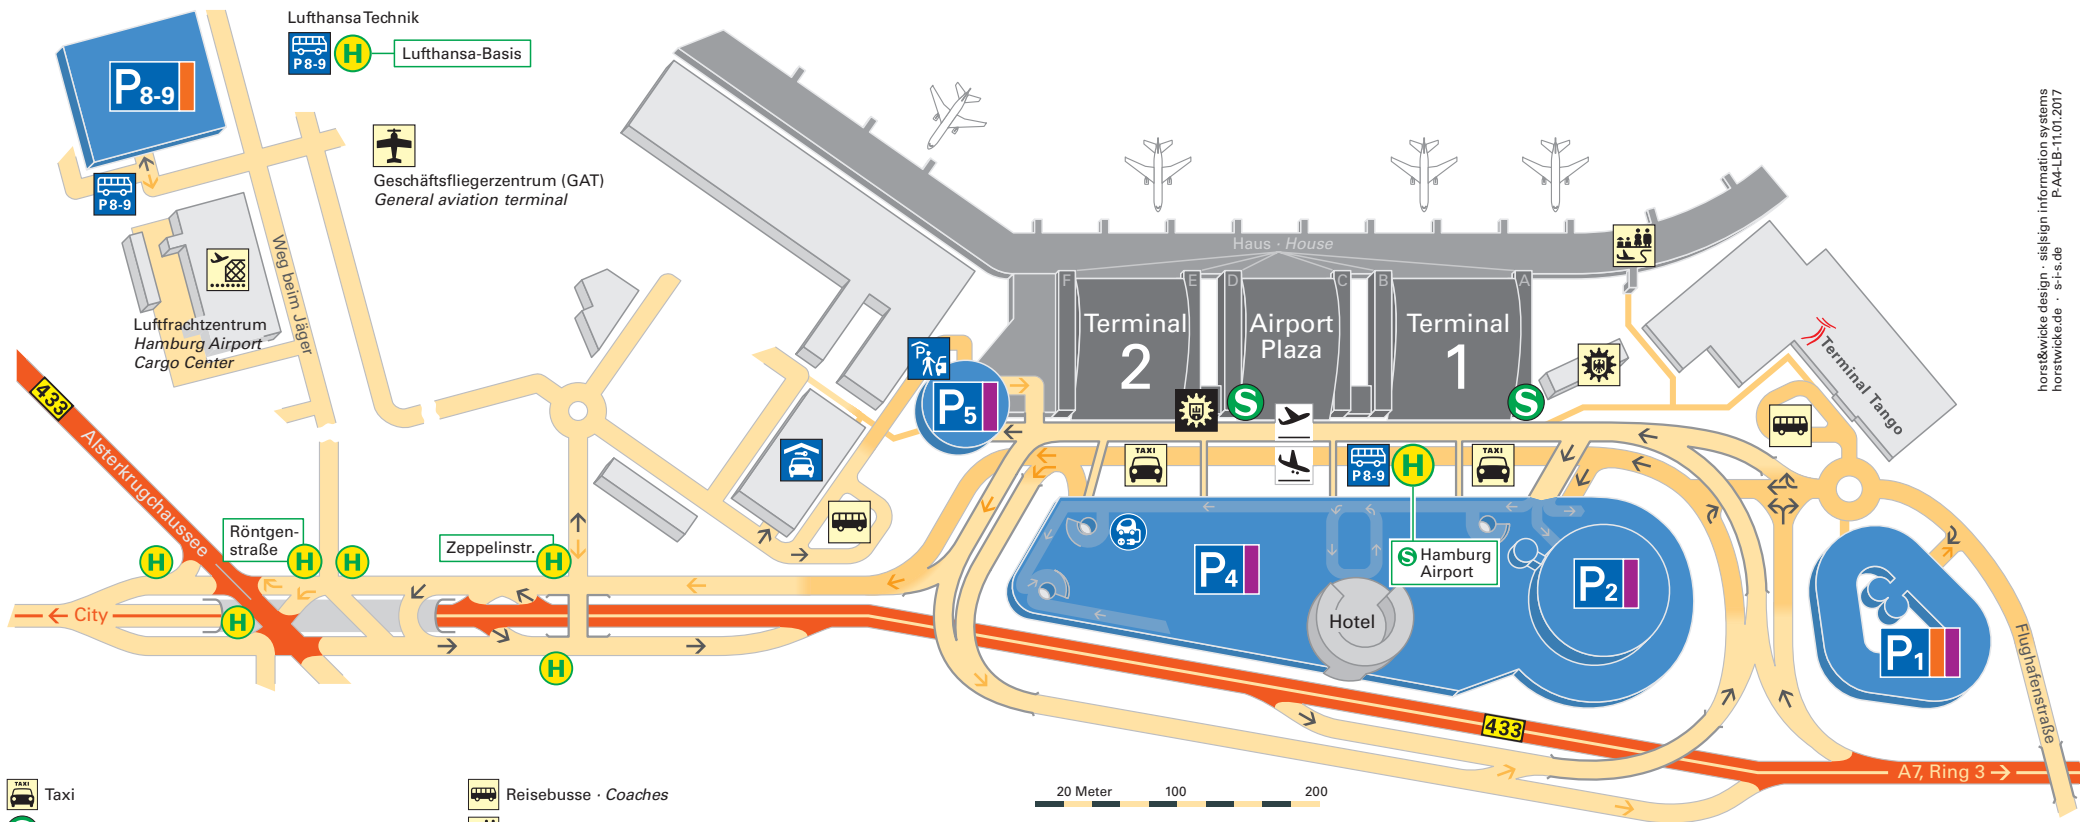 Lufthansa Technik
P8-9
H
Lufthansa-Basis
P8-9
P8-9
Geschäftsfliegerzentrum (GAT)
General aviation terminal
Weg beim Jäger
Luftfrachtzentrum
Hamburg Airport
Cargo Center
433
Alsterkrugchaussee
Haus · House
F
E
D
C
B
A
Terminal
2
Airport
Plaza
Terminal
1
Terminal Tango
P
P5
S
S
TAXI
P8-9
H
TAXI
S Hamburg
Airport
P4
P2
Hotel
P1
Röntgen-
straße
H
H
H
H
Zeppelinstr.
H
H
← City
433
A7, Ring 3 →
Flughafenstraße
horst&wicke design · sis|sign information systems
horstwicke.de · s-i-s.de P-A4-LB-11.01.2017
TAXI
Taxi
Reisebusse · Coaches
20 Meter
100
200